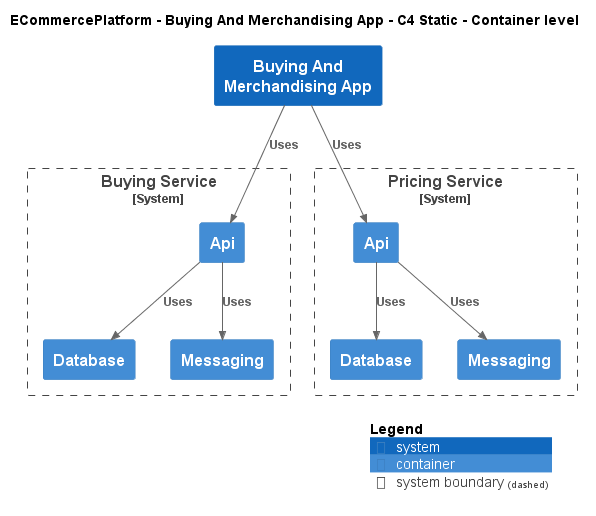 ECommercePlatform - Buying And Merchandising App - C4 Static - Container level
Buying And
Merchandising App
Uses
Uses
Buying Service
[System]
Pricing Service
[System]
Api
Api
Uses
Uses
Uses
Uses
Database
Messaging
Database
Messaging
Legend
system
container
system boundary (dashed)